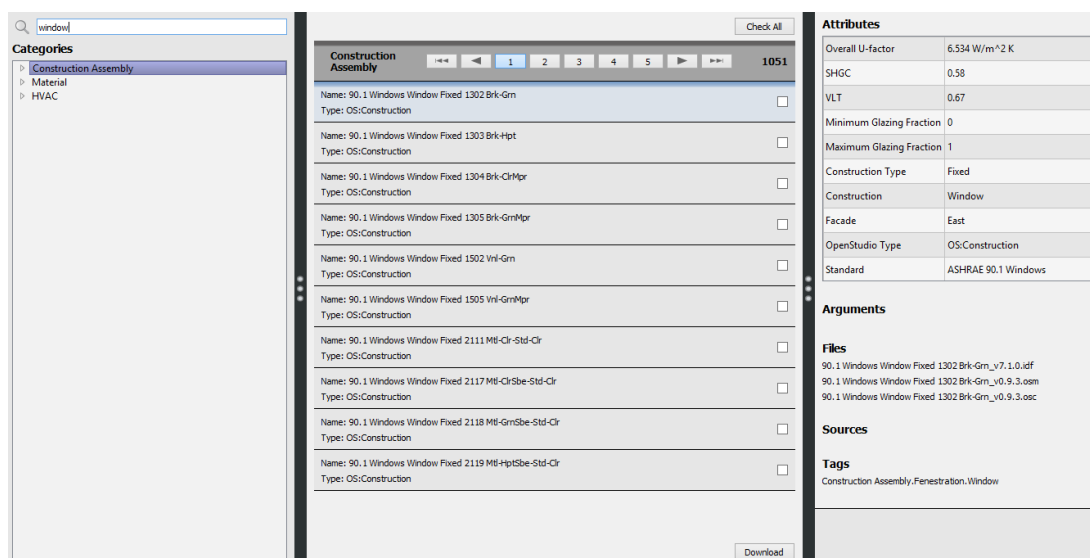 window
Categories
Construction Assembly
Material
HVAC
Check All
Construction
Assembly
1 2 3 4 5
1051
Name: 90.1 Windows Window Fixed 1302 Brk-Grn
Type: OS:Construction
Name: 90.1 Windows Window Fixed 1303 Brk-Hpt
Type: OS:Construction
Name: 90.1 Windows Window Fixed 1304 Brk-ClrMpr
Type: OS:Construction
Name: 90.1 Windows Window Fixed 1305 Brk-GrnMpr
Type: OS:Construction
Name: 90.1 Windows Window Fixed 1502 Vnl-Grn
Type: OS:Construction
Name: 90.1 Windows Window Fixed 1505 Vnl-GrnMpr
Type: OS:Construction
Name: 90.1 Windows Window Fixed 2111 Mtl-Clr-Std-Clr
Type: OS:Construction
Name: 90.1 Windows Window Fixed 2117 Mtl-ClrSbe-Std-Clr
Type: OS:Construction
Name: 90.1 Windows Window Fixed 2118 Mtl-GrnSbe-Std-Clr
Type: OS:Construction
Name: 90.1 Windows Window Fixed 2119 Mtl-HptSbe-Std-Clr
Type: OS:Construction
Download
Attributes
Overall U-factor 6.534 W/m^2 K
SHGC 0.58
VLT 0.67
Minimum Glazing Fraction 0
Maximum Glazing Fraction 1
Construction Type Fixed
Construction Window
Facade East
OpenStudio Type OS:Construction
Standard ASHRAE 90.1 Windows
Arguments
Files
90.1 Windows Window Fixed 1302 Brk-Grn_v7.1.0.idf
90.1 Windows Window Fixed 1302 Brk-Grn_v0.9.3.osm
90.1 Windows Window Fixed 1302 Brk-Grn_v0.9.3.osc
Sources
Tags
Construction Assembly.Fenestration.Window